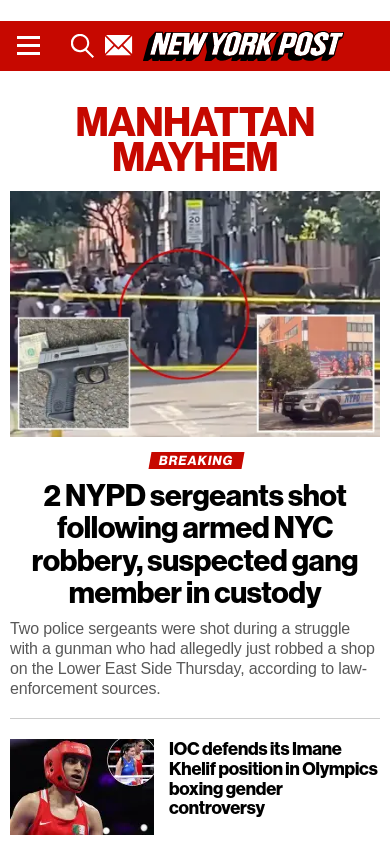 NEW YORK POST
MANHATTAN
MAYHEM
20
NYPD
BREAKING
2 NYPD sergeants shot
following armed NYC
robbery, suspected gang
member in custody
Two police sergeants were shot during a struggle
with a gunman who had allegedly just robbed a shop
on the Lower East Side Thursday, according to law-
enforcement sources.
IOC defends its Imane
Khelif position in Olympics
boxing gender
controversy